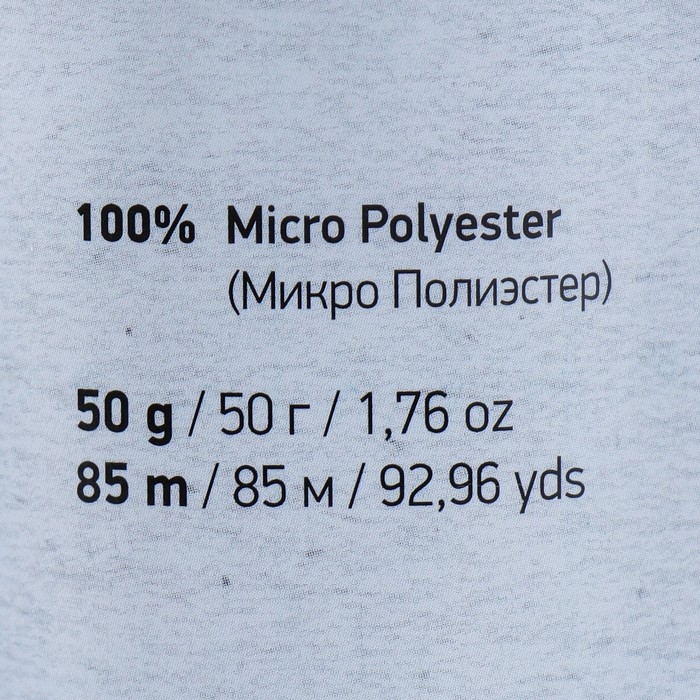 100% Micro Polyester
(Микро Полиэстер)
50 g / 50 г / 1,76 oz
85 m / 85 м / 92,96 yds